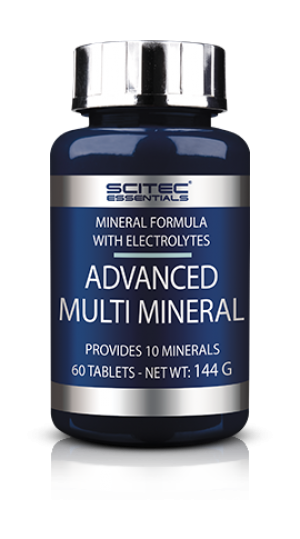 SCITEC®
ESSENTIALS
MINERAL FORMULA
WITH ELECTROLYTES
ADVANCED
MULTI MINERAL
PROVIDES 10 MINERALS
60 TABLETS - NET WT: 144 G